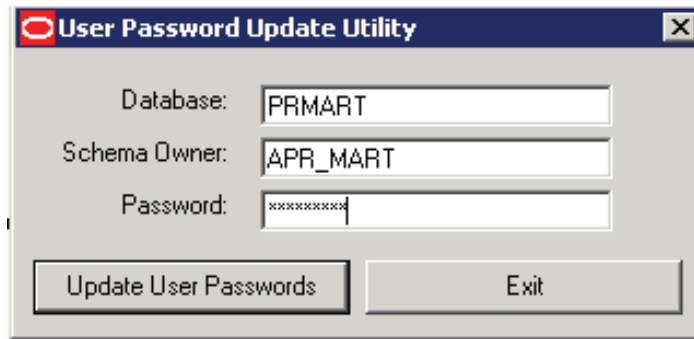 User Password Update Utility
Database: PRMART
Schema Owner: APR_MART
Password: *********
Update User Passwords Exit